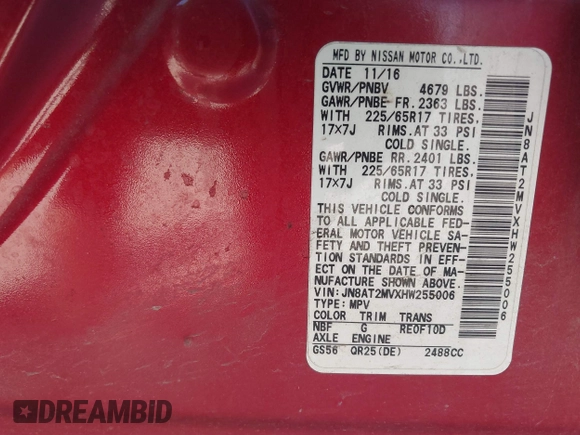 MFD BY NISSAN MOTOR CO.,LTD.
DATE 11/16
GVWR/PNBV 4679 LBS.
GAWR/PNBE FR. 2363 LBS.
WITH 225/65R17 TIRES,
17X7J RIMS.AT 33 PSI
COLD SINGLE.
GAWR/PNBE RR. 2401 LBS.
WITH 225/65R17 TIRES,
17X7J RIMS.AT 33 PSI
COLD SINGLE.
THIS VEHICLE CONFORMS
TO ALL APPLICABLE FED-
ERAL MOTOR VEHICLE SA-
FETY AND THEFT PREVEN-
TION STANDARDS IN EFF-
ECT ON THE DATE OF MA-
NUFACTURE SHOWN ABOVE.
VIN: JN8AT2MVXHW255006
TYPE: MPV
COLOR TRIM TRANS
NBF G RE0F10D
AXLE ENGINE
GS56 QR25(DE) 2488CC
JN8AT2MVXHW255006
DREAMBID